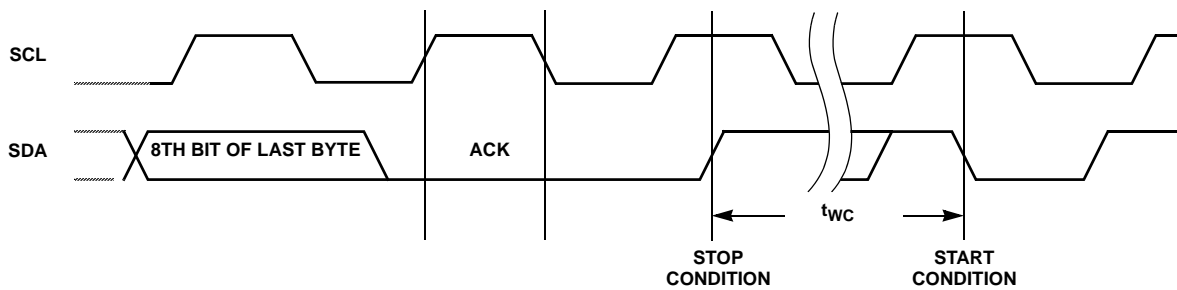 SCL
SDA
8TH BIT OF LAST BYTE
ACK
tWC
STOP
CONDITION
START
CONDITION